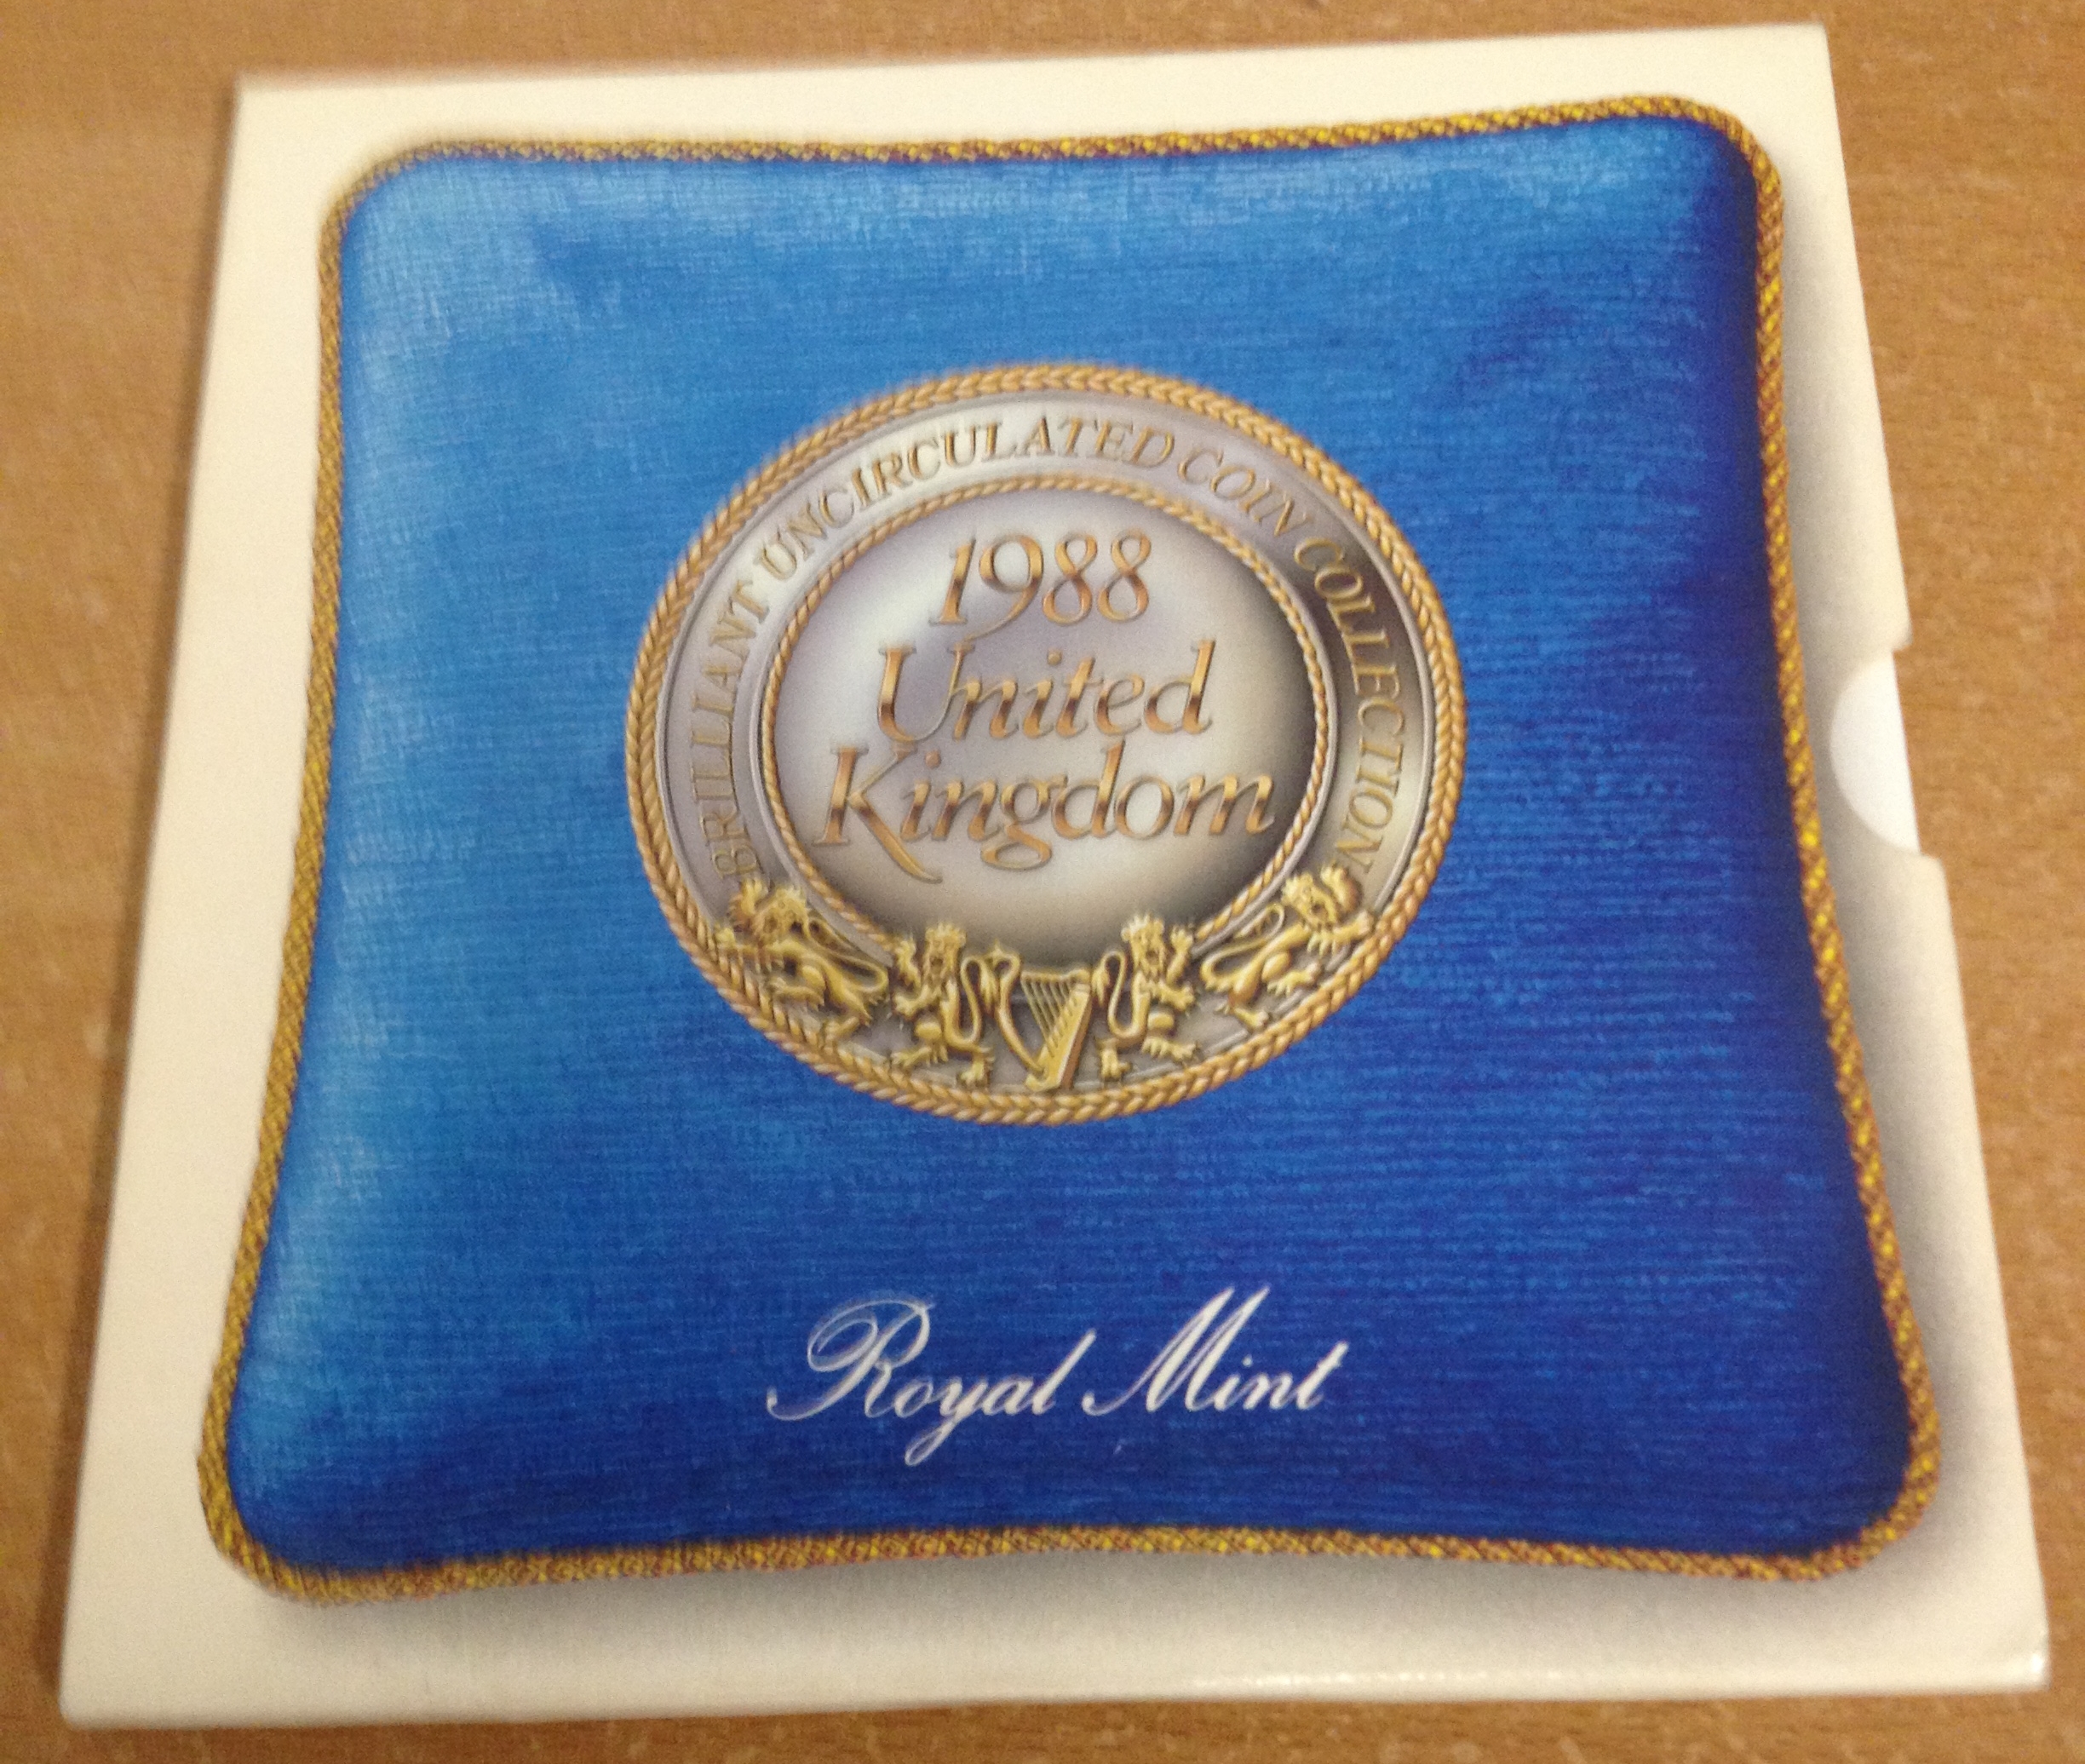 BRILLIANT UNCIRCULATED COIN COLLECTION
1988
United
Kingdom
Royal Mint